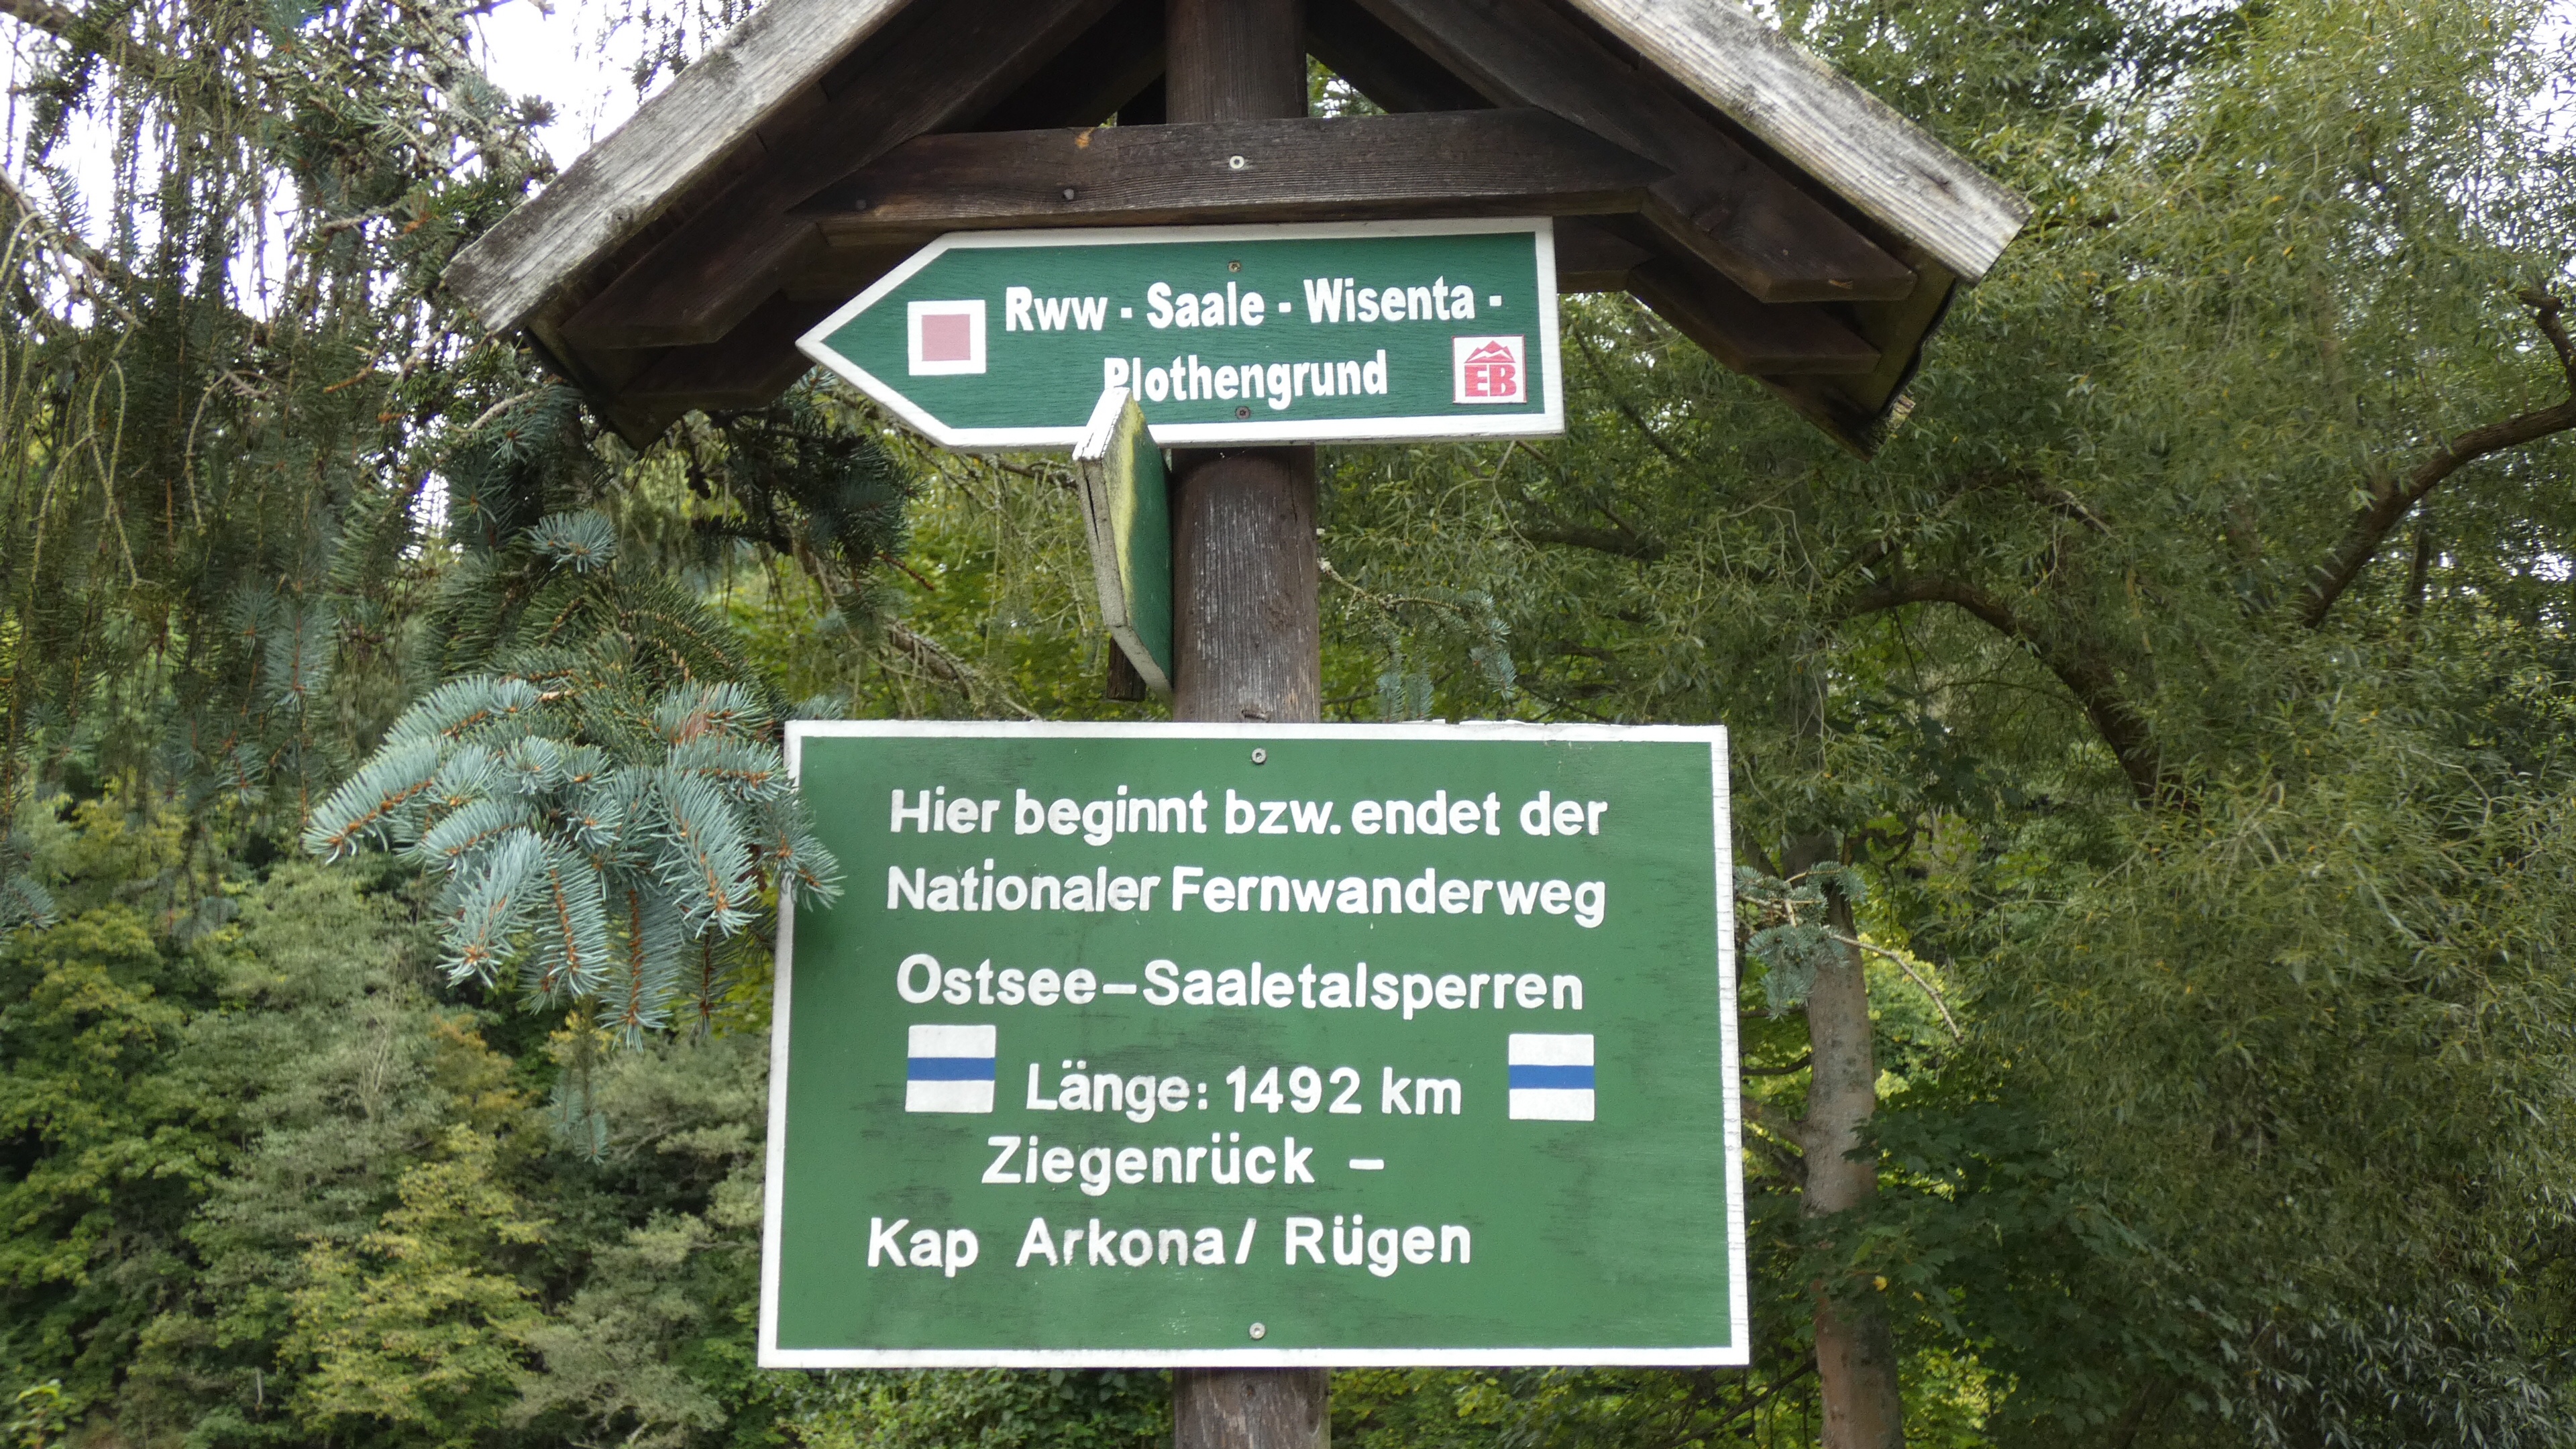 Rww - Saale - Wisenta -
Plothengrund
EB
Hier beginnt bzw. endet der
Nationaler Fernwanderweg
Ostsee–Saaletalsperren
Länge: 1492 km
Ziegenrück –
Kap Arkona/ Rügen